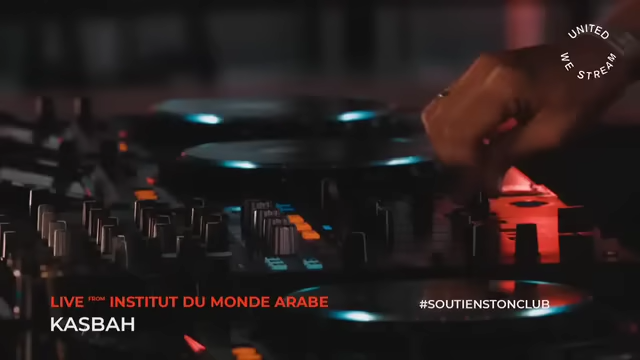 UNITED
WE STREAM
LIVE FROM INSTITUT DU MONDE ARABE
#SOUTIENSTONCLUB
KASBAH